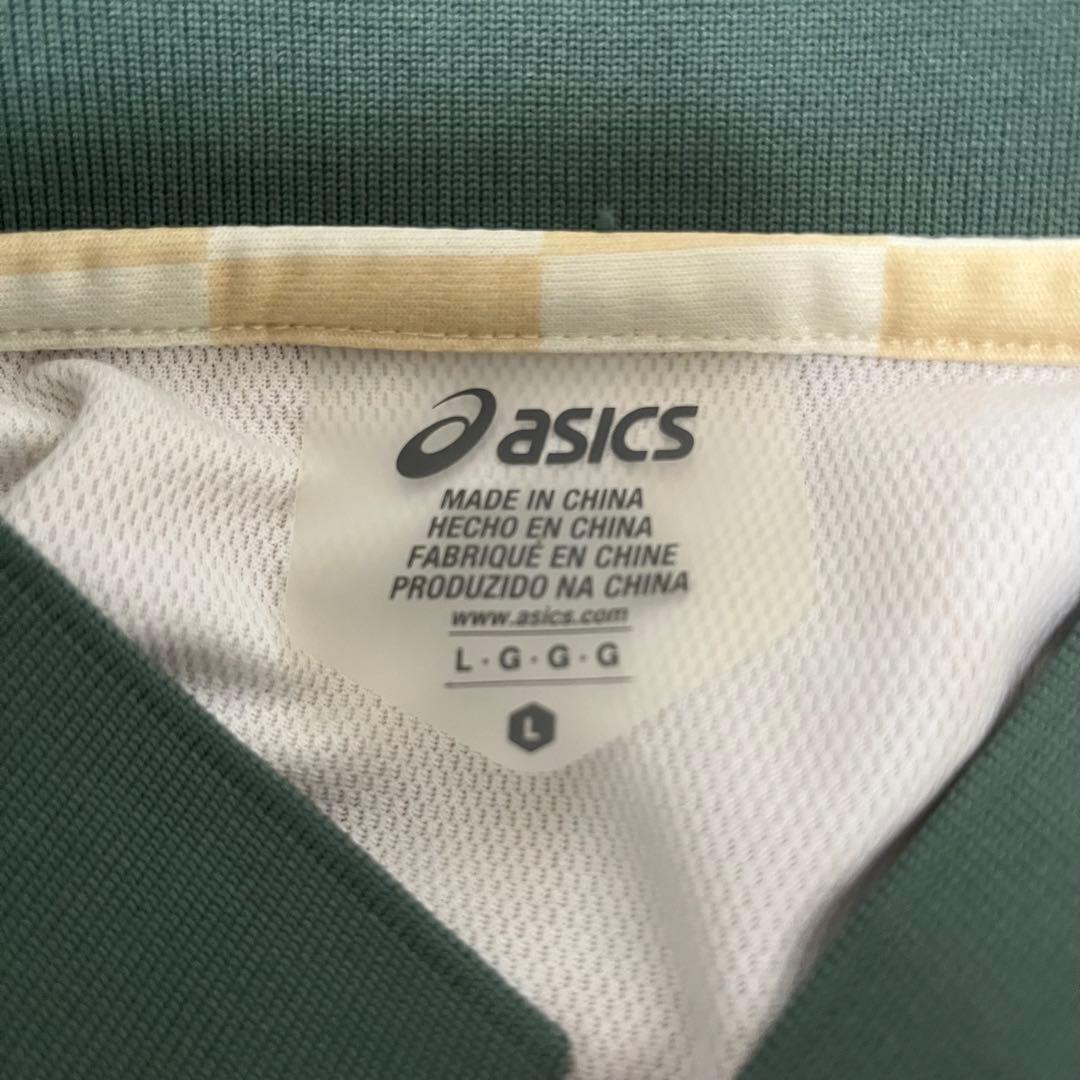 asics
MADE IN CHINA
HECHO EN CHINA
FABRIQUÉ EN CHINE
PRODUZIDO NA CHINA
www.asics.com
L·G·G·G
L